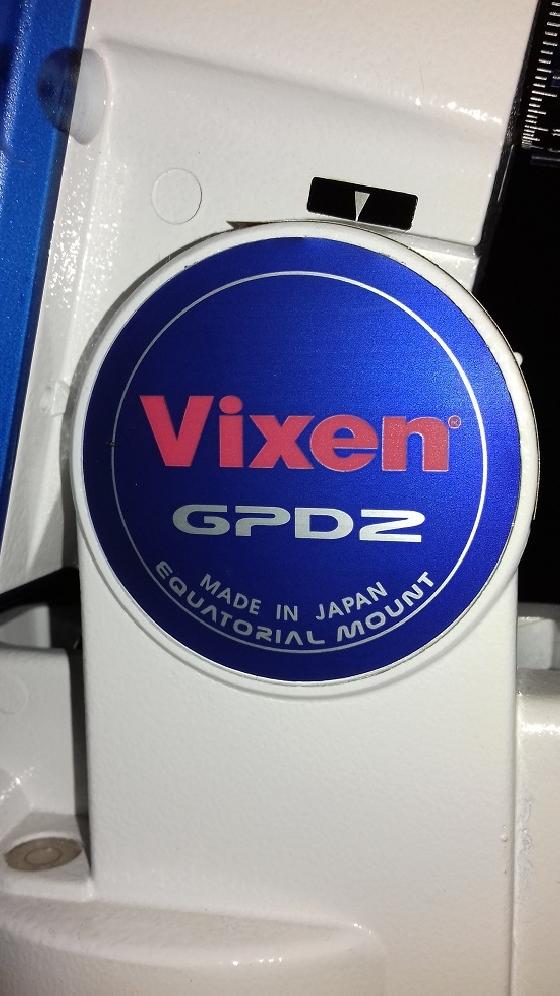 Vixen®
GPD2
MADE IN JAPAN
EQUATORIAL MOUNT